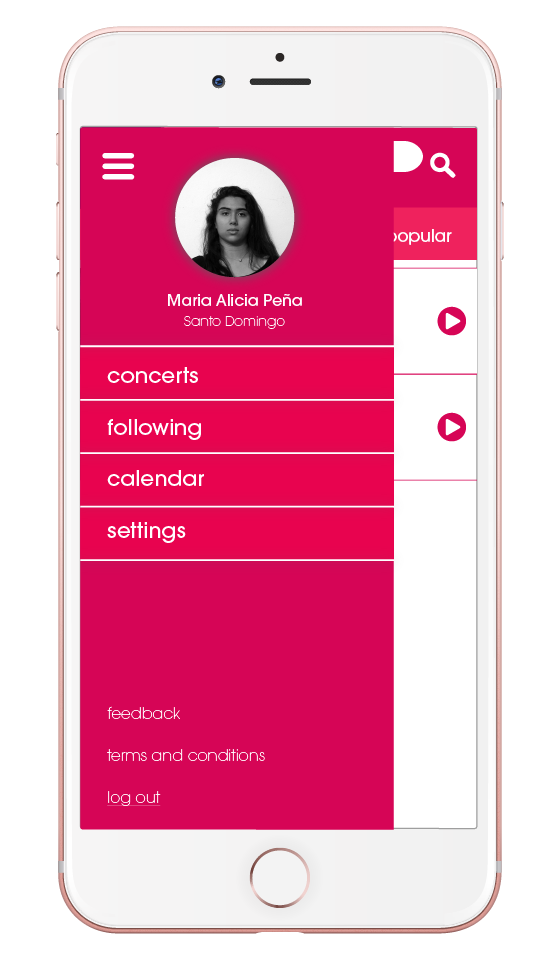 popular
Maria Alicia Peña
Santo Domingo
concerts
following
calendar
settings
feedback
terms and conditions
log out